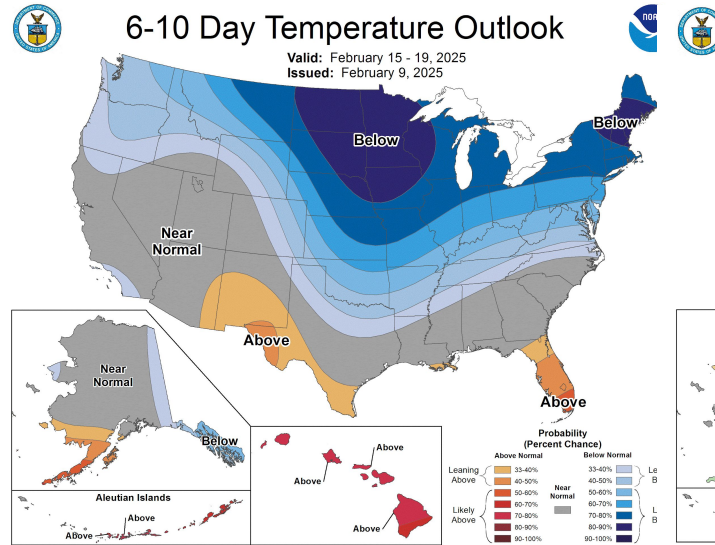 6-10 Day Temperature Outlook
Valid: February 15 - 19, 2025
Issued: February 9, 2025
NOA
Below
Below
Near
Normal
Above
Above
Near
Normal
Below
Aleutian Islands
Above
Above
Above
Above
Above
Above
Probability
(Percent Chance)
Above Normal
Below Normal
Leaning
Above
33-40%
40-50%
Near
Normal
33-40%
40-50%
Le
B
Likely
Above
50-60%
60-70%
70-80%
80-90%
90-100%
50-60%
60-70%
70-80%
80-90%
90-100%
L
B